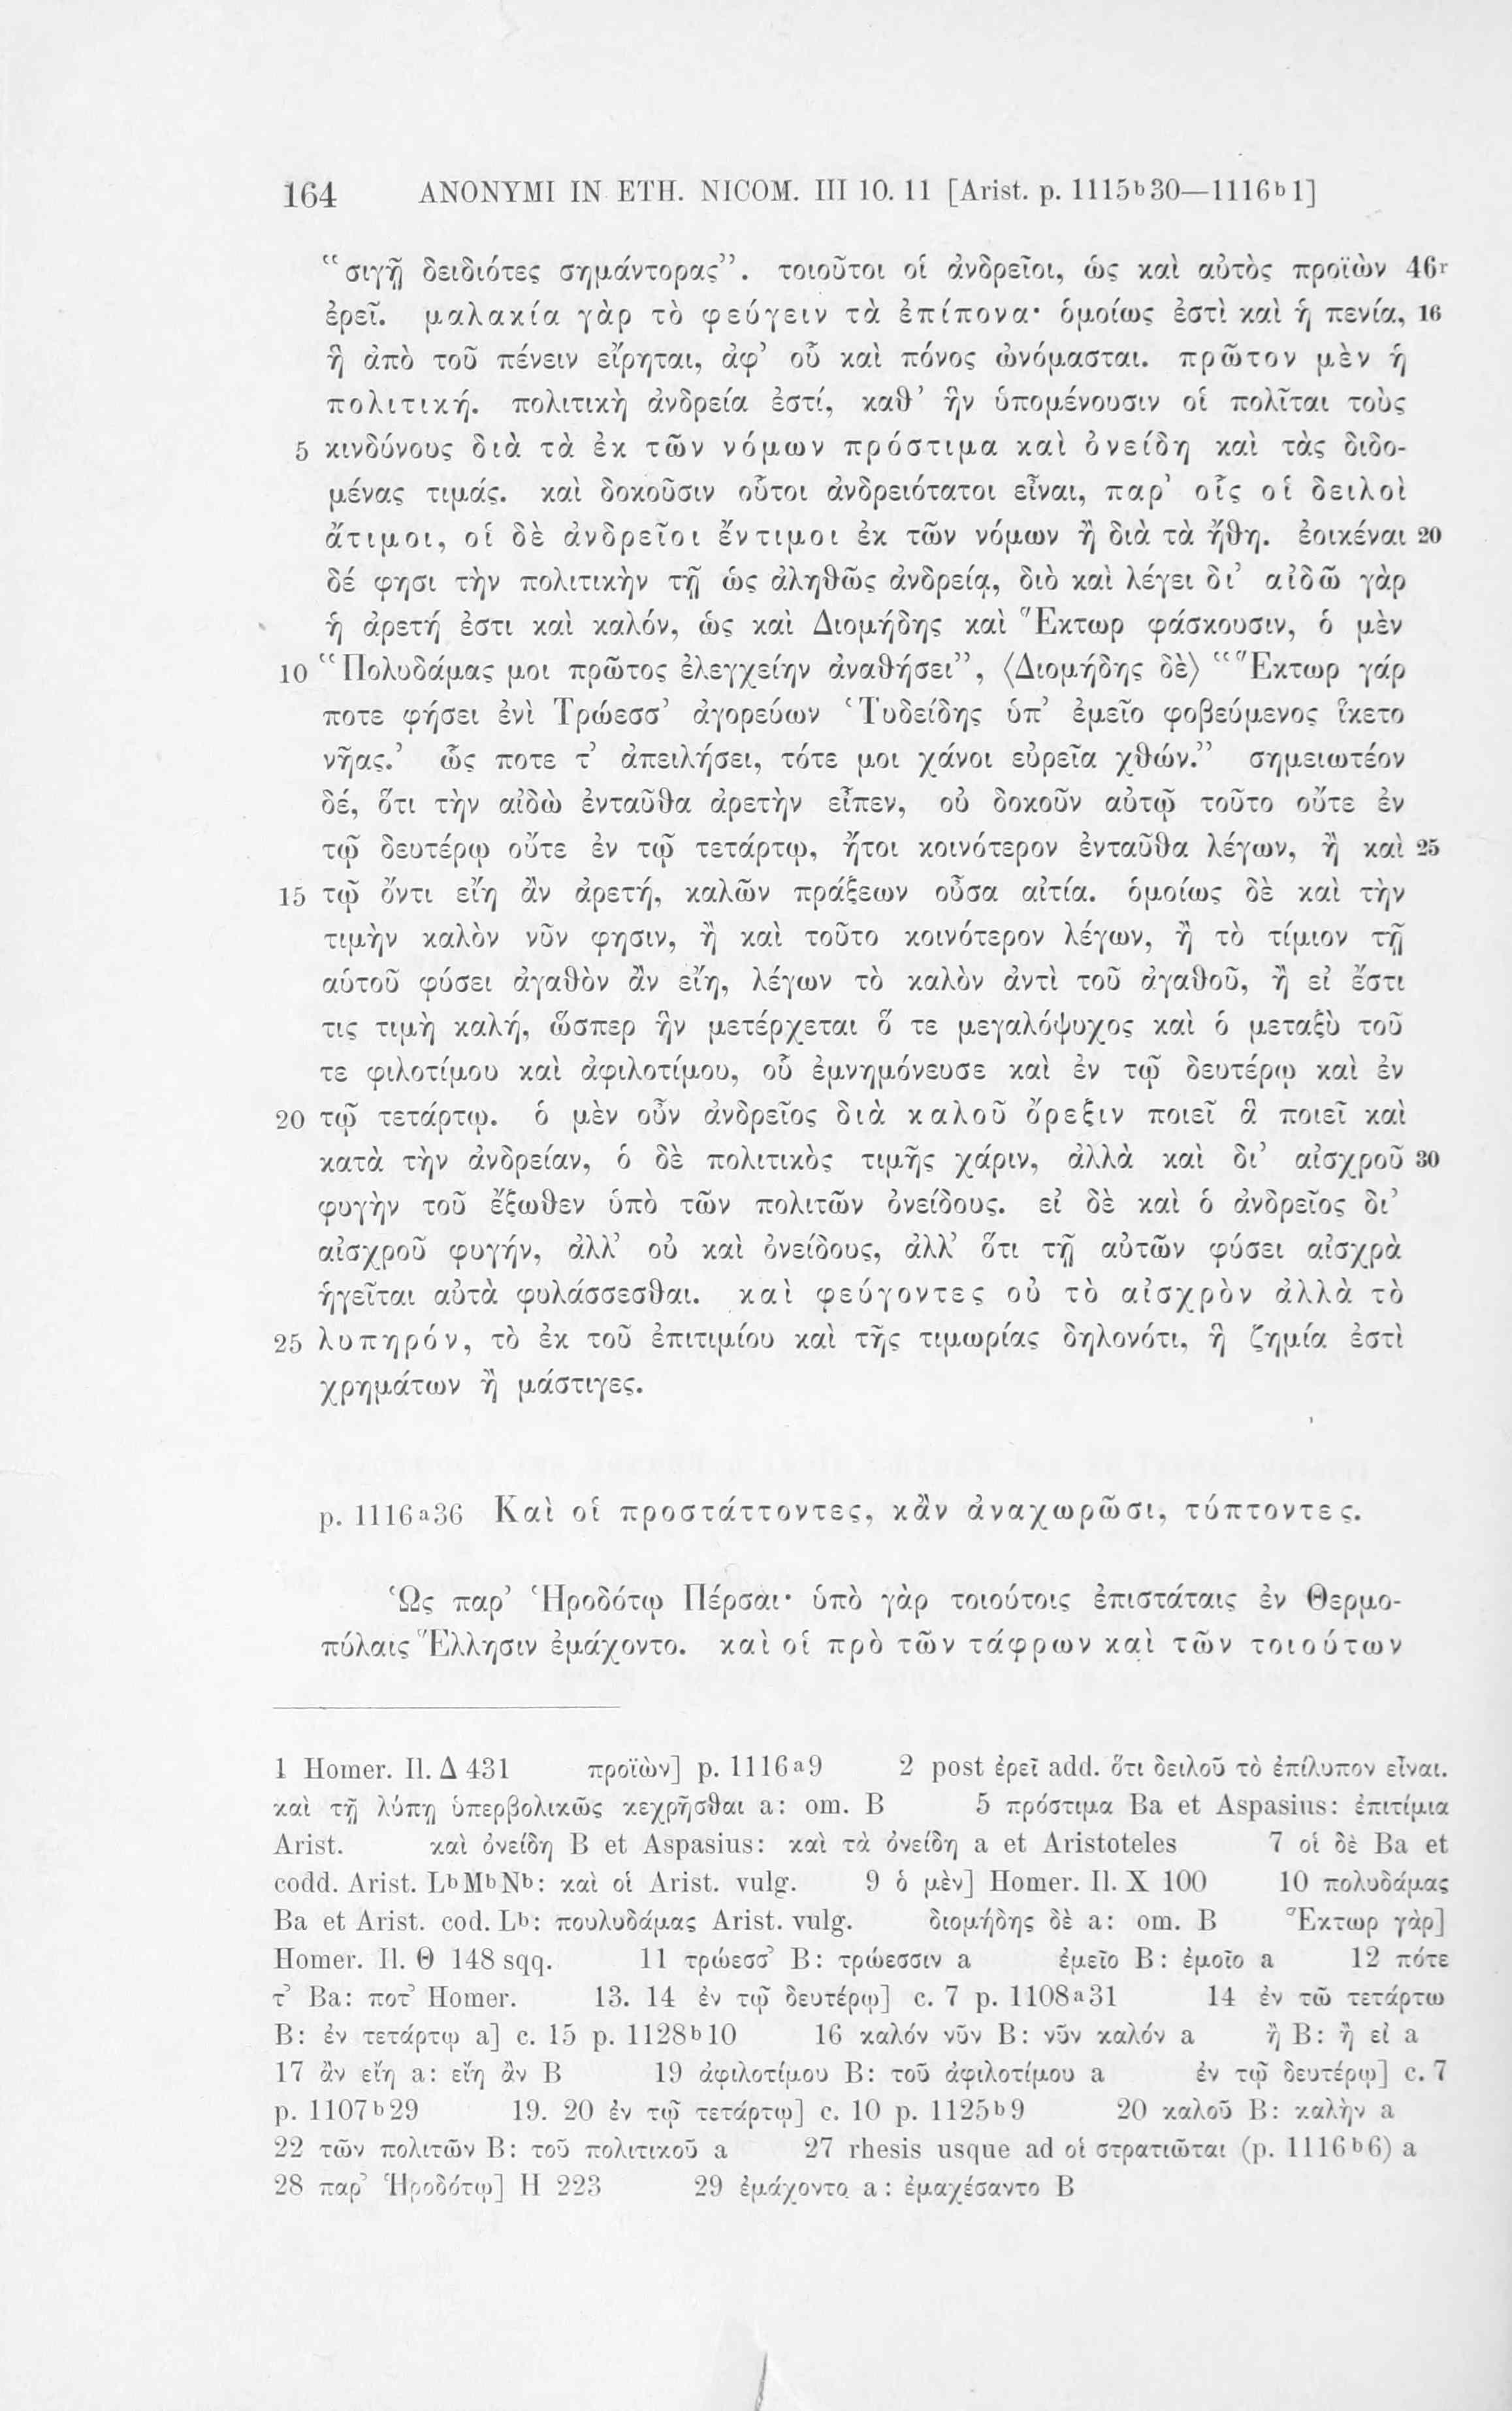 164 ANONYMI IN ETH. NICOM. III 10. 11 [Arist. p. 1115b30—1116b1]
“σιγῇ δειδιότες σημάντορας”. τοιοῦτοι οἱ ἀνδρεῖοι, ὡς καὶ αὐτὸς προϊὼν 46r
ἐρεῖ. μαλακία γὰρ τὸ φεύγειν τὰ ἐπίπονα· ὁμοίως ἐστὶ καὶ ἡ πενία, 16
ἢ ἀπὸ τοῦ πένειν εἴρηται, ἀφ’ οὗ καὶ πόνος ὠνόμασται. πρῶτον μὲν ἡ
πολιτική. πολιτικὴ ἀνδρεία ἐστί, καθ’ ἣν ὑπομένουσιν οἱ πολῖται τοὺς
5 κινδύνους διὰ τὰ ἐκ τῶν νόμων πρόστιμα καὶ ὀνείδη καὶ τὰς διδο-
μένας τιμάς. καὶ δοκοῦσιν οὗτοι ἀνδρειότατοι εἶναι, παρ’ οἷς οἱ δειλοὶ
ἄτιμοι, οἱ δὲ ἀνδρεῖοι ἔντιμοι ἐκ τῶν νόμων ἢ διὰ τὰ ἤθη. ἐοικέναι 20
δέ φησι τὴν πολιτικὴν τῇ ὡς ἀληθῶς ἀνδρείᾳ, διὸ καὶ λέγει δι’ αἰδῶ γὰρ
ἡ ἀρετή ἐστι καὶ καλόν, ὡς καὶ Διομήδης καὶ Ἕκτωρ φάσκουσιν, ὁ μὲν
10 “Πολυδάμας μοι πρῶτος ἐλεγχείην ἀναθήσει”, ⟨Διομήδης δὲ⟩ “Ἕκτωρ γάρ
ποτε φήσει ἐνὶ Τρώεσσ’ ἀγορεύων ‘Τυδείδης ὑπ’ ἐμεῖο φοβεύμενος ἵκετο
νῆας.’ ὥς ποτε τ’ ἀπειλήσει, τότε μοι χάνοι εὐρεῖα χθών.” σημειωτέον
δέ, ὅτι τὴν αἰδὼ ἐνταῦθα ἀρετὴν εἶπεν, οὐ δοκοῦν αὐτῷ τοῦτο οὔτε ἐν
τῷ δευτέρῳ οὔτε ἐν τῷ τετάρτῳ, ἤτοι κοινότερον ἐνταῦθα λέγων, ἢ καὶ 25
15 τῷ ὄντι εἴη ἂν ἀρετή, καλῶν πράξεων οὖσα αἰτία. ὁμοίως δὲ καὶ τὴν
τιμὴν καλὸν νῦν φησιν, ἢ καὶ τοῦτο κοινότερον λέγων, ἢ τὸ τίμιον τῇ
αὑτοῦ φύσει ἀγαθὸν ἂν εἴη, λέγων τὸ καλὸν ἀντὶ τοῦ ἀγαθοῦ, ἢ εἰ ἔστι
τις τιμὴ καλή, ὥσπερ ἣν μετέρχεται ὅ τε μεγαλόψυχος καὶ ὁ μεταξὺ τοῦ
τε φιλοτίμου καὶ ἀφιλοτίμου, οὗ ἐμνημόνευσε καὶ ἐν τῷ δευτέρῳ καὶ ἐν
20 τῷ τετάρτῳ. ὁ μὲν οὖν ἀνδρεῖος διὰ καλοῦ ὄρεξιν ποιεῖ ἃ ποιεῖ καὶ
κατὰ τὴν ἀνδρείαν, ὁ δὲ πολιτικὸς τιμῆς χάριν, ἀλλὰ καὶ δι’ αἰσχροῦ 30
φυγὴν τοῦ ἔξωθεν ὑπὸ τῶν πολιτῶν ὀνείδους. εἰ δὲ καὶ ὁ ἀνδρεῖος δι’
αἰσχροῦ φυγήν, ἀλλ’ οὐ καὶ ὀνείδους, ἀλλ’ ὅτι τῇ αὐτῶν φύσει αἰσχρὰ
ἡγεῖται αὐτὰ φυλάσσεσθαι. καὶ φεύγοντες οὐ τὸ αἰσχρὸν ἀλλὰ τὸ
25 λυπηρόν, τὸ ἐκ τοῦ ἐπιτιμίου καὶ τῆς τιμωρίας δηλονότι, ἢ ζημία ἐστὶ
χρημάτων ἢ μάστιγες.
p. 1116a36 Καὶ οἱ προστάττοντες, κἂν ἀναχωρῶσι, τύπτοντες.
Ὡς παρ’ Ἡροδότῳ Πέρσαι· ὑπὸ γὰρ τοιούτοις ἐπιστάταις ἐν Θερμο-
πύλαις Ἕλλησιν ἐμάχοντο. καὶ οἱ πρὸ τῶν τάφρων καὶ τῶν τοιούτων
1 Homer. Il. Δ 431 προϊὼν] p. 1116a9 2 post ἐρεῖ add. ὅτι δειλοῦ τὸ ἐπίλυπον εἶναι.
καὶ τῇ λύπῃ ὑπερβολικῶς κεχρῆσθαι a: om. B 5 πρόστιμα Ba et Aspasius: ἐπιτίμια
Arist. καὶ ὀνείδη B et Aspasius: καὶ τὰ ὀνείδη a et Aristoteles 7 οἱ δὲ Ba et
codd. Arist. LbMbNb: καὶ οἱ Arist. vulg. 9 ὁ μὲν] Homer. Il. X 100 10 πολυδάμας
Ba et Arist. cod. Lb: πουλυδάμας Arist. vulg. διομήδης δὲ a: om. B Ἕκτωρ γὰρ]
Homer. Il. Θ 148 sqq. 11 τρώεσσ’ B: τρώεσσιν a ἐμεῖο B: ἐμοῖο a 12 πότε
τ’ Ba: ποτ’ Homer. 13. 14 ἐν τῷ δευτέρῳ] c. 7 p. 1108a31 14 ἐν τῶ τετάρτω
B: ἐν τετάρτῳ a] c. 15 p. 1128b10 16 καλόν νῦν B: νῦν καλόν a ἢ B: ἢ εἰ a
17 ἂν εἴη a: εἴη ἂν B 19 ἀφιλοτίμου B: τοῦ ἀφιλοτίμου a ἐν τῷ δευτέρῳ] c. 7
p. 1107b29 19. 20 ἐν τῷ τετάρτῳ] c. 10 p. 1125b9 20 καλοῦ B: καλὴν a
22 τῶν πολιτῶν B: τοῦ πολιτικοῦ a 27 rhesis usque ad οἱ στρατιῶται (p. 1116b6) a
28 παρ’ Ἡροδότῳ] H 223 29 ἐμάχοντο a: ἐμαχέσαντο B